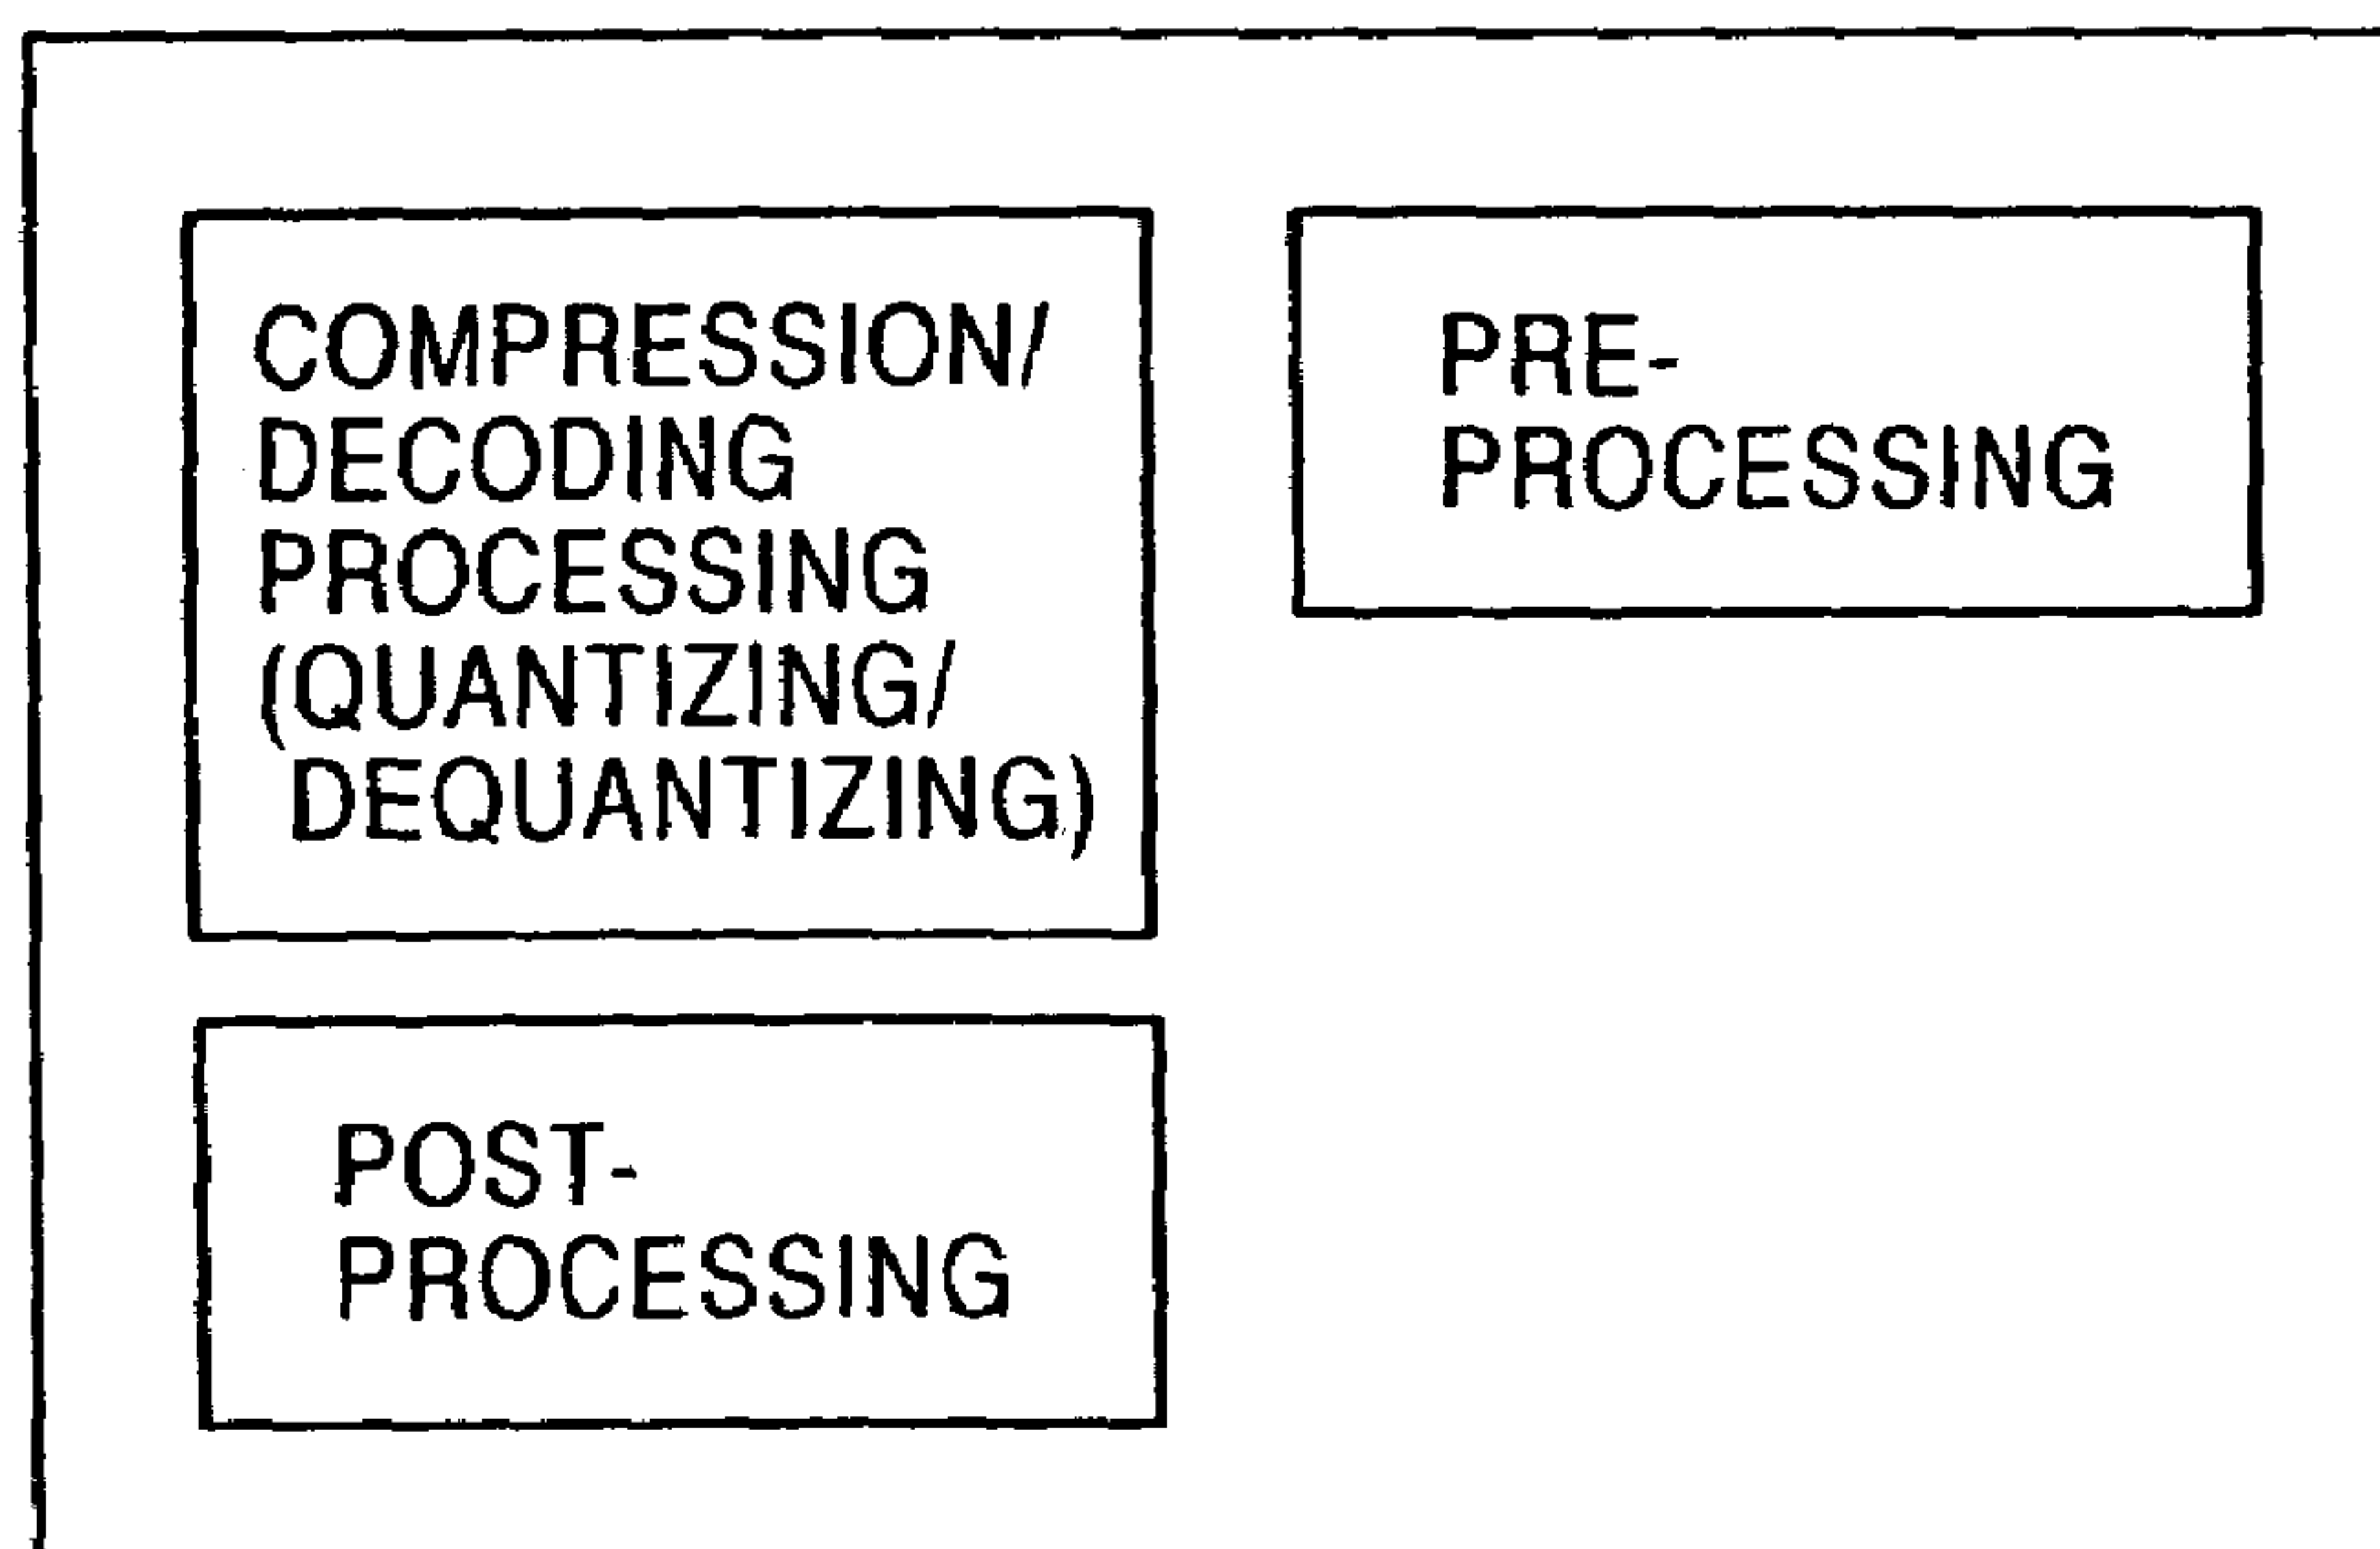 COMPRESSION/
DECODING
PROCESSING
(QUANTIZING/
DEQUANTIZING)
PRE-
PROCESSING
POST-
PROCESSING